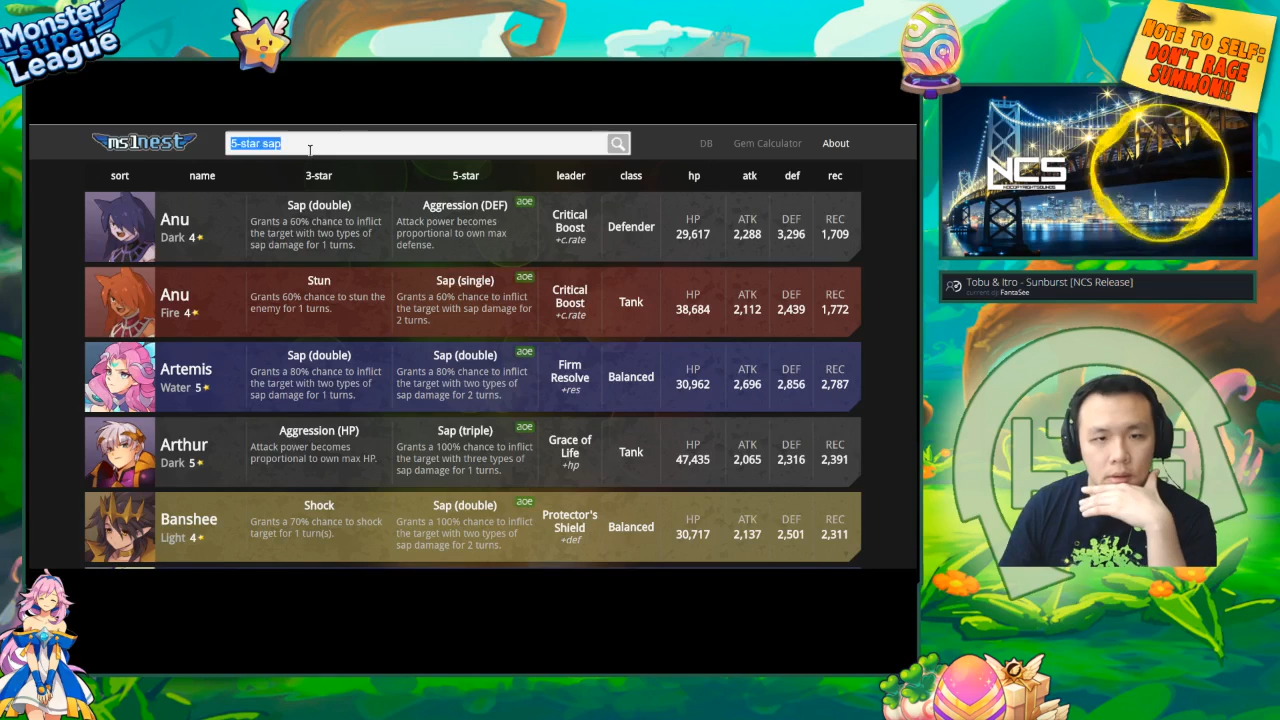 Monster
super
League
NOTE TO SELF:
DON'T RAGE
SUMMON!!
mslnest
5-star sap
DB
Gem Calculator
About
sort
name
3-star
5-star
leader
class
hp
atk
def
rec
Anu
Dark 4
Sap (double)
Grants a 60% chance to inflict
the target with two types of
sap damage for 1 turns.
Aggression (DEF)
aoe
Attack power becomes
proportional to own max
defense.
Critical
Boost
+c.rate
Defender
HP
29,617
ATK
2,288
DEF
3,296
REC
1,709
Anu
Fire 4
Stun
Grants 60% chance to stun the
enemy for 1 turns.
Sap (single)
aoe
Grants a 60% chance to inflict
the target with sap damage for
2 turns.
Critical
Boost
+c.rate
Tank
HP
38,684
ATK
2,112
DEF
2,439
REC
1,772
Artemis
Water 5
Sap (double)
Grants a 80% chance to inflict
the target with two types of
sap damage for 1 turns.
Sap (double)
aoe
Grants a 80% chance to inflict
the target with two types of
sap damage for 2 turns.
Firm
Resolve
+res
Balanced
HP
30,962
ATK
2,696
DEF
2,856
REC
2,787
Arthur
Dark 5
Aggression (HP)
Attack power becomes
proportional to own max HP.
Sap (triple)
aoe
Grants a 100% chance to inflict
the target with three types of
sap damage for 1 turns.
Grace of
Life
+hp
Tank
HP
47,435
ATK
2,065
DEF
2,316
REC
2,391
Banshee
Light 4
Shock
Grants a 70% chance to shock
target for 1 turn(s).
Sap (double)
aoe
Grants a 100% chance to inflict
the target with two types of
sap damage for 2 turns.
Protector's
Shield
+def
Balanced
HP
30,717
ATK
2,137
DEF
2,501
REC
2,311
NCS
NOCOPYRIGHTSOUNDS
Tobu & Itro - Sunburst [NCS Release]
FantaSee